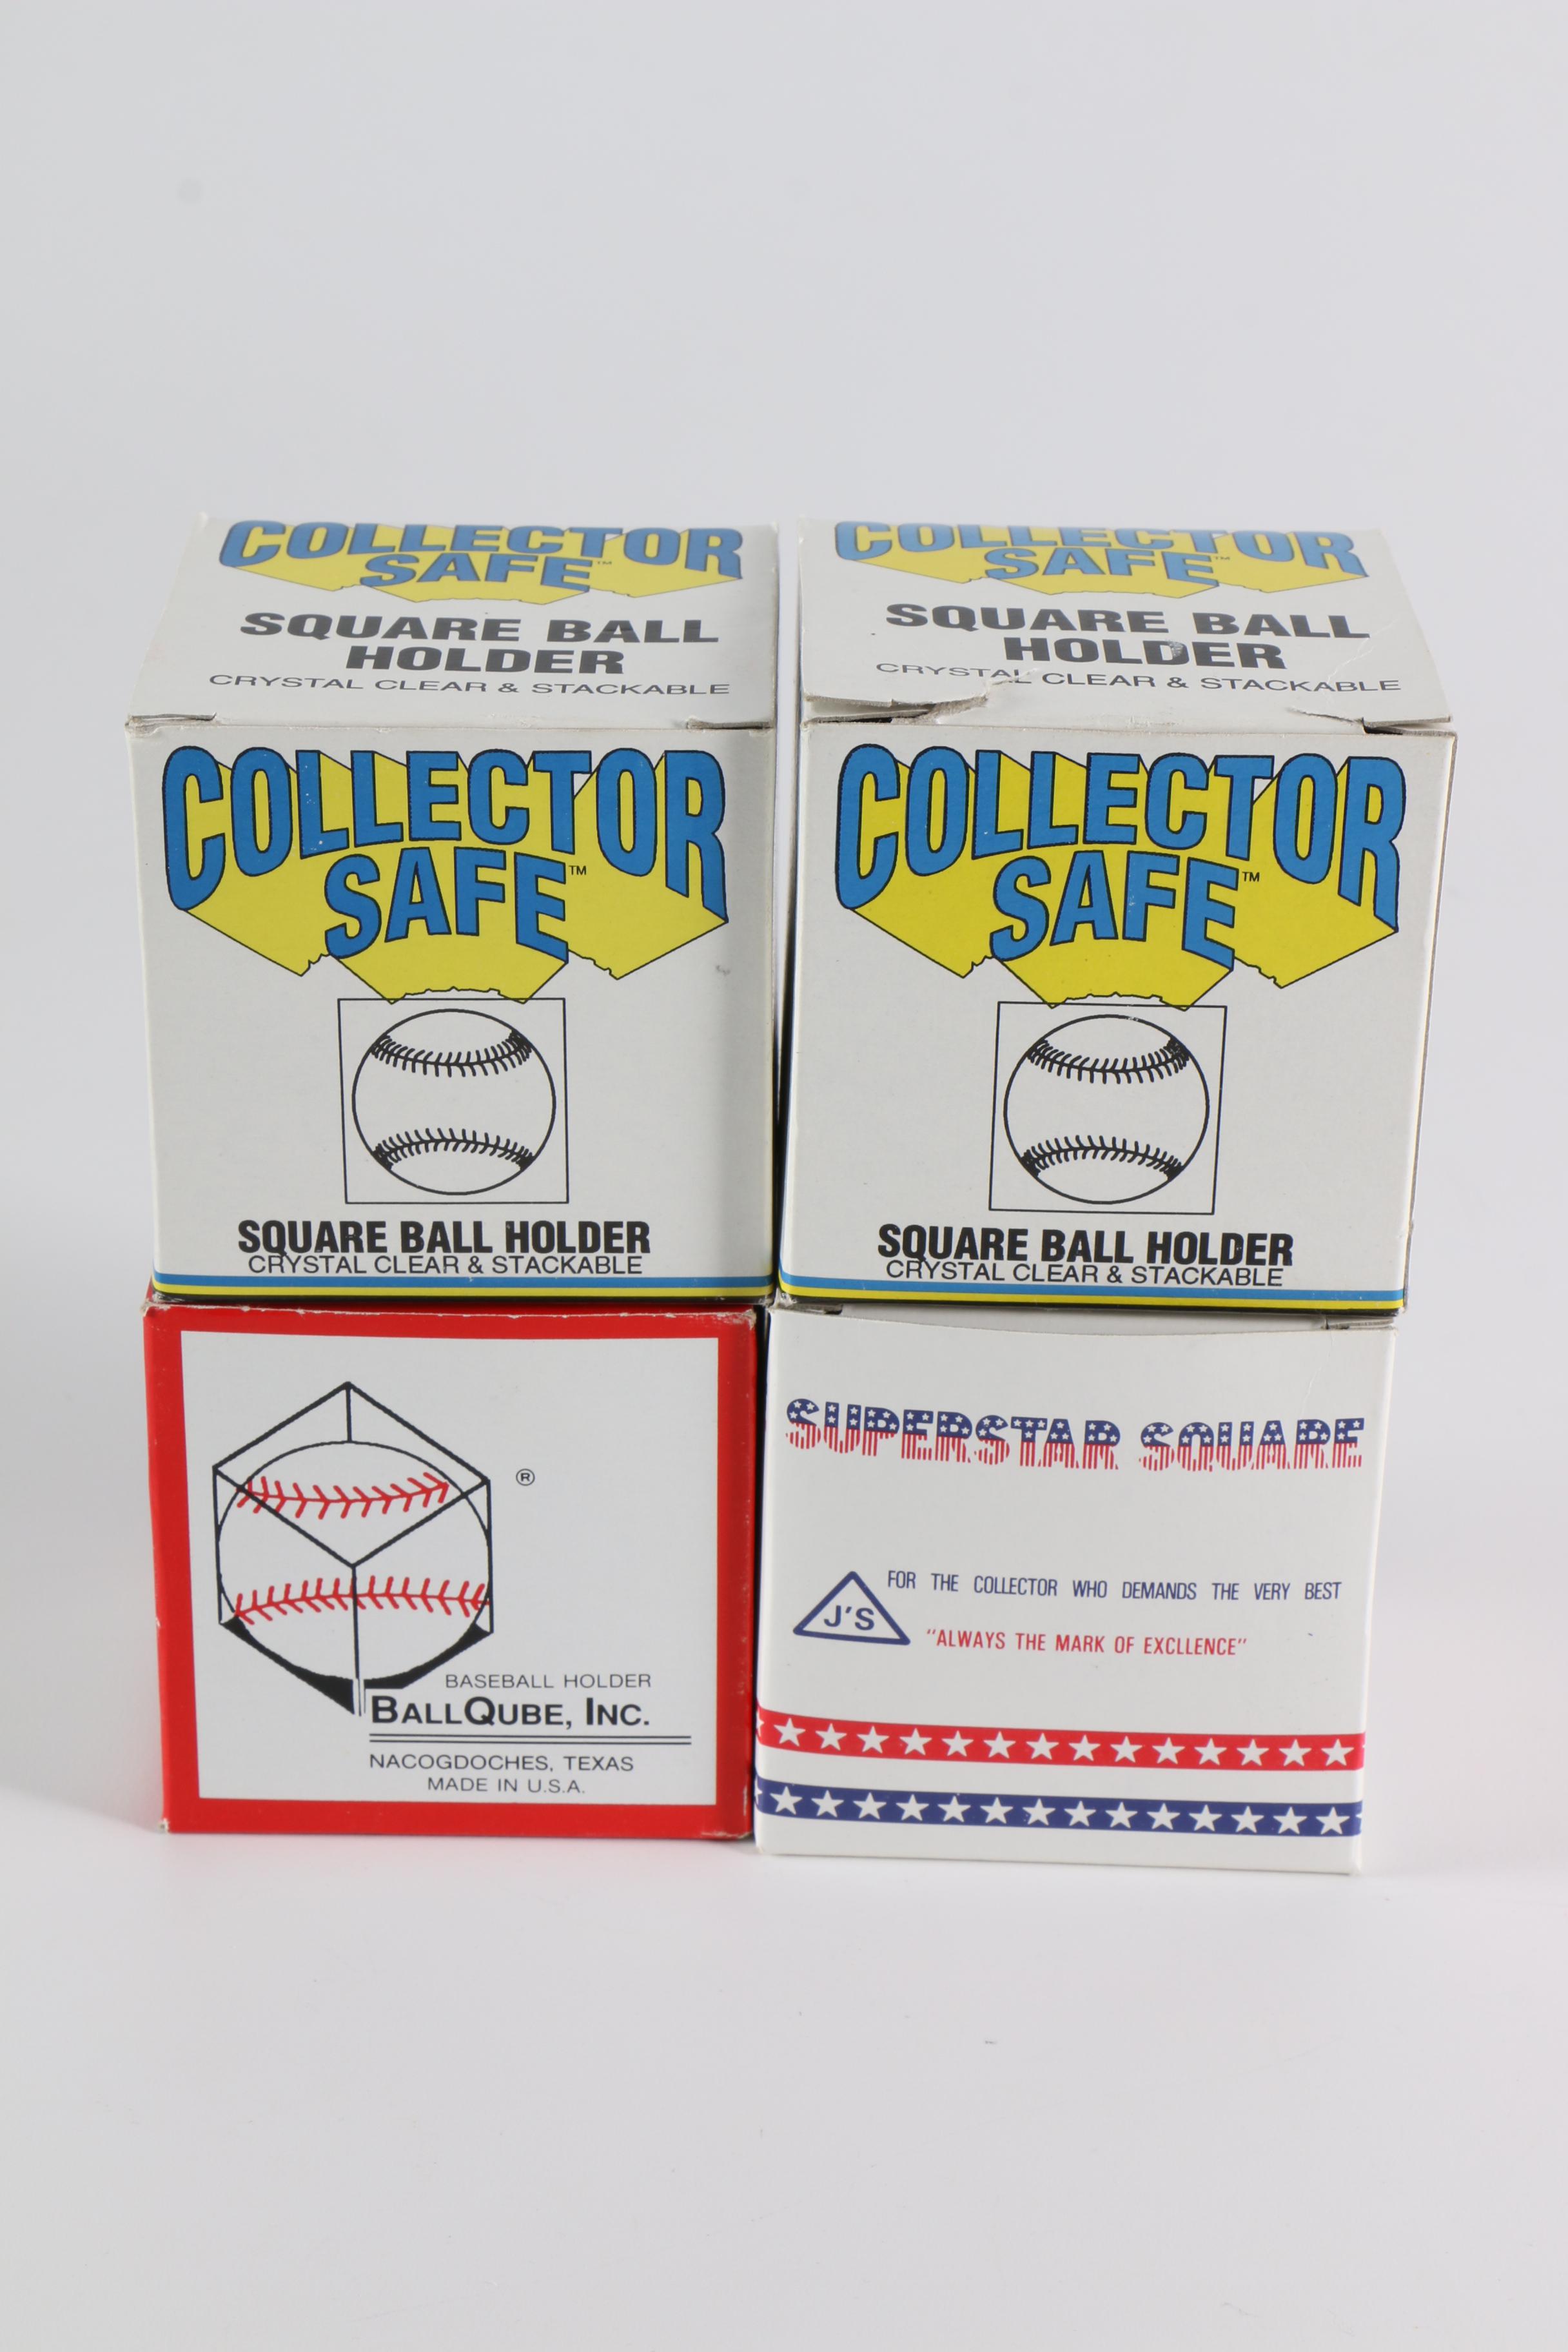 COLLECTOR
SAFE™
SQUARE BALL
HOLDER
CRYSTAL CLEAR & STACKABLE
COLLECTOR
SAFE™
SQUARE BALL HOLDER
CRYSTAL CLEAR & STACKABLE
COLLECTOR
SAFE™
SQUARE BALL
HOLDER
CRYSTAL CLEAR & STACKABLE
COLLECTOR
SAFE™
SQUARE BALL HOLDER
CRYSTAL CLEAR & STACKABLE
®
BASEBALL HOLDER
BALLQUBE, INC.
NACOGDOCHES, TEXAS
MADE IN U.S.A.
SUPERSTAR SQUARE
J'S
FOR THE COLLECTOR WHO DEMANDS THE VERY BEST
"ALWAYS THE MARK OF EXCLLENCE"